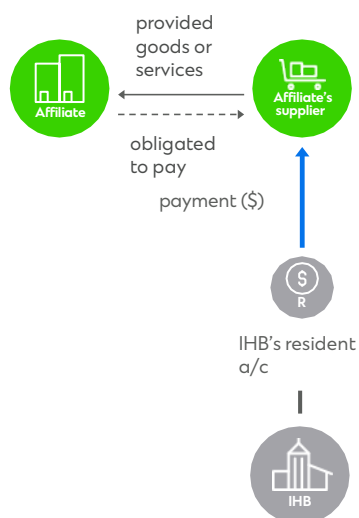 provided
goods or
services
Affiliate
Affiliate's
supplier
obligated
to pay
payment ($)
$
R
IHB's resident
a/c
IHB